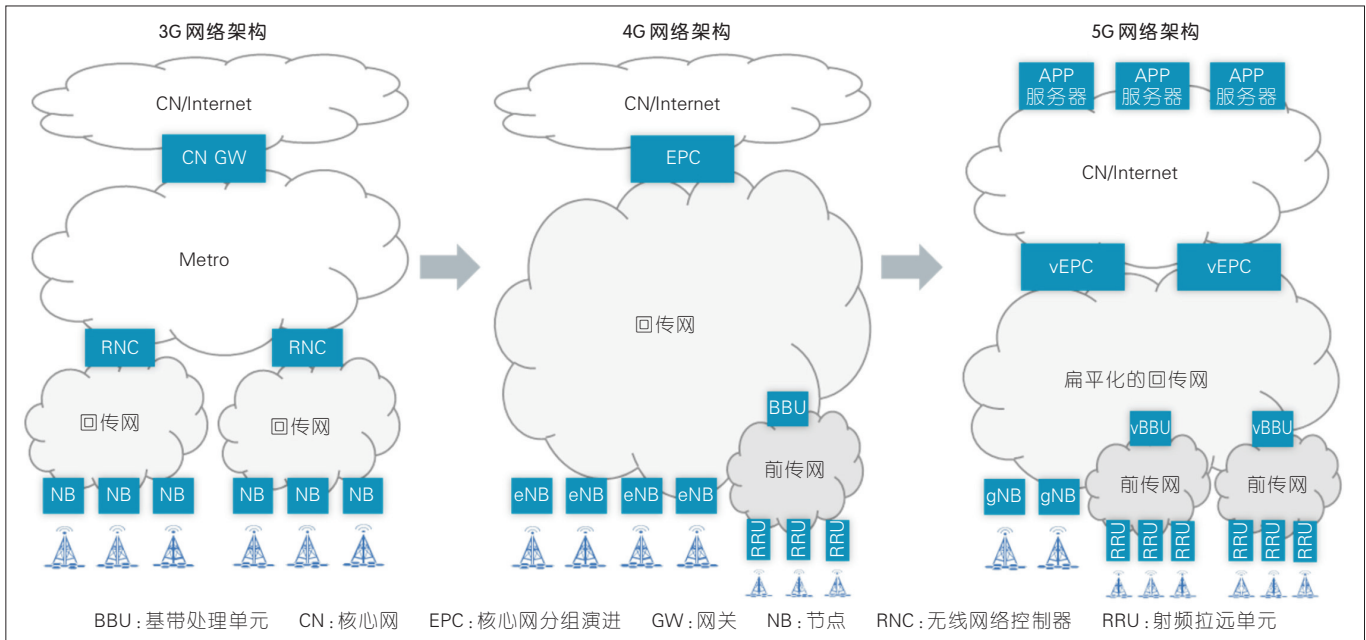 3G网络架构
CN/Internet
CN GW
Metro
RNC
RNC
回传网
回传网
NB
NB
NB
NB
NB
NB
4G网络架构
CN/Internet
EPC
回传网
BBU
前传网
eNB
eNB
eNB
eNB
RRU
RRU
RRU
5G网络架构
APP
服务器
APP
服务器
APP
服务器
CN/Internet
vEPC
vEPC
扁平化的回传网
vBBU
vBBU
前传网
前传网
gNB
gNB
RRU
RRU
RRU
RRU
RRU
RRU
BBU:基带处理单元 CN:核心网 EPC:核心网分组演进 GW:网关 NB:节点 RNC:无线网络控制器 RRU:射频拉远单元